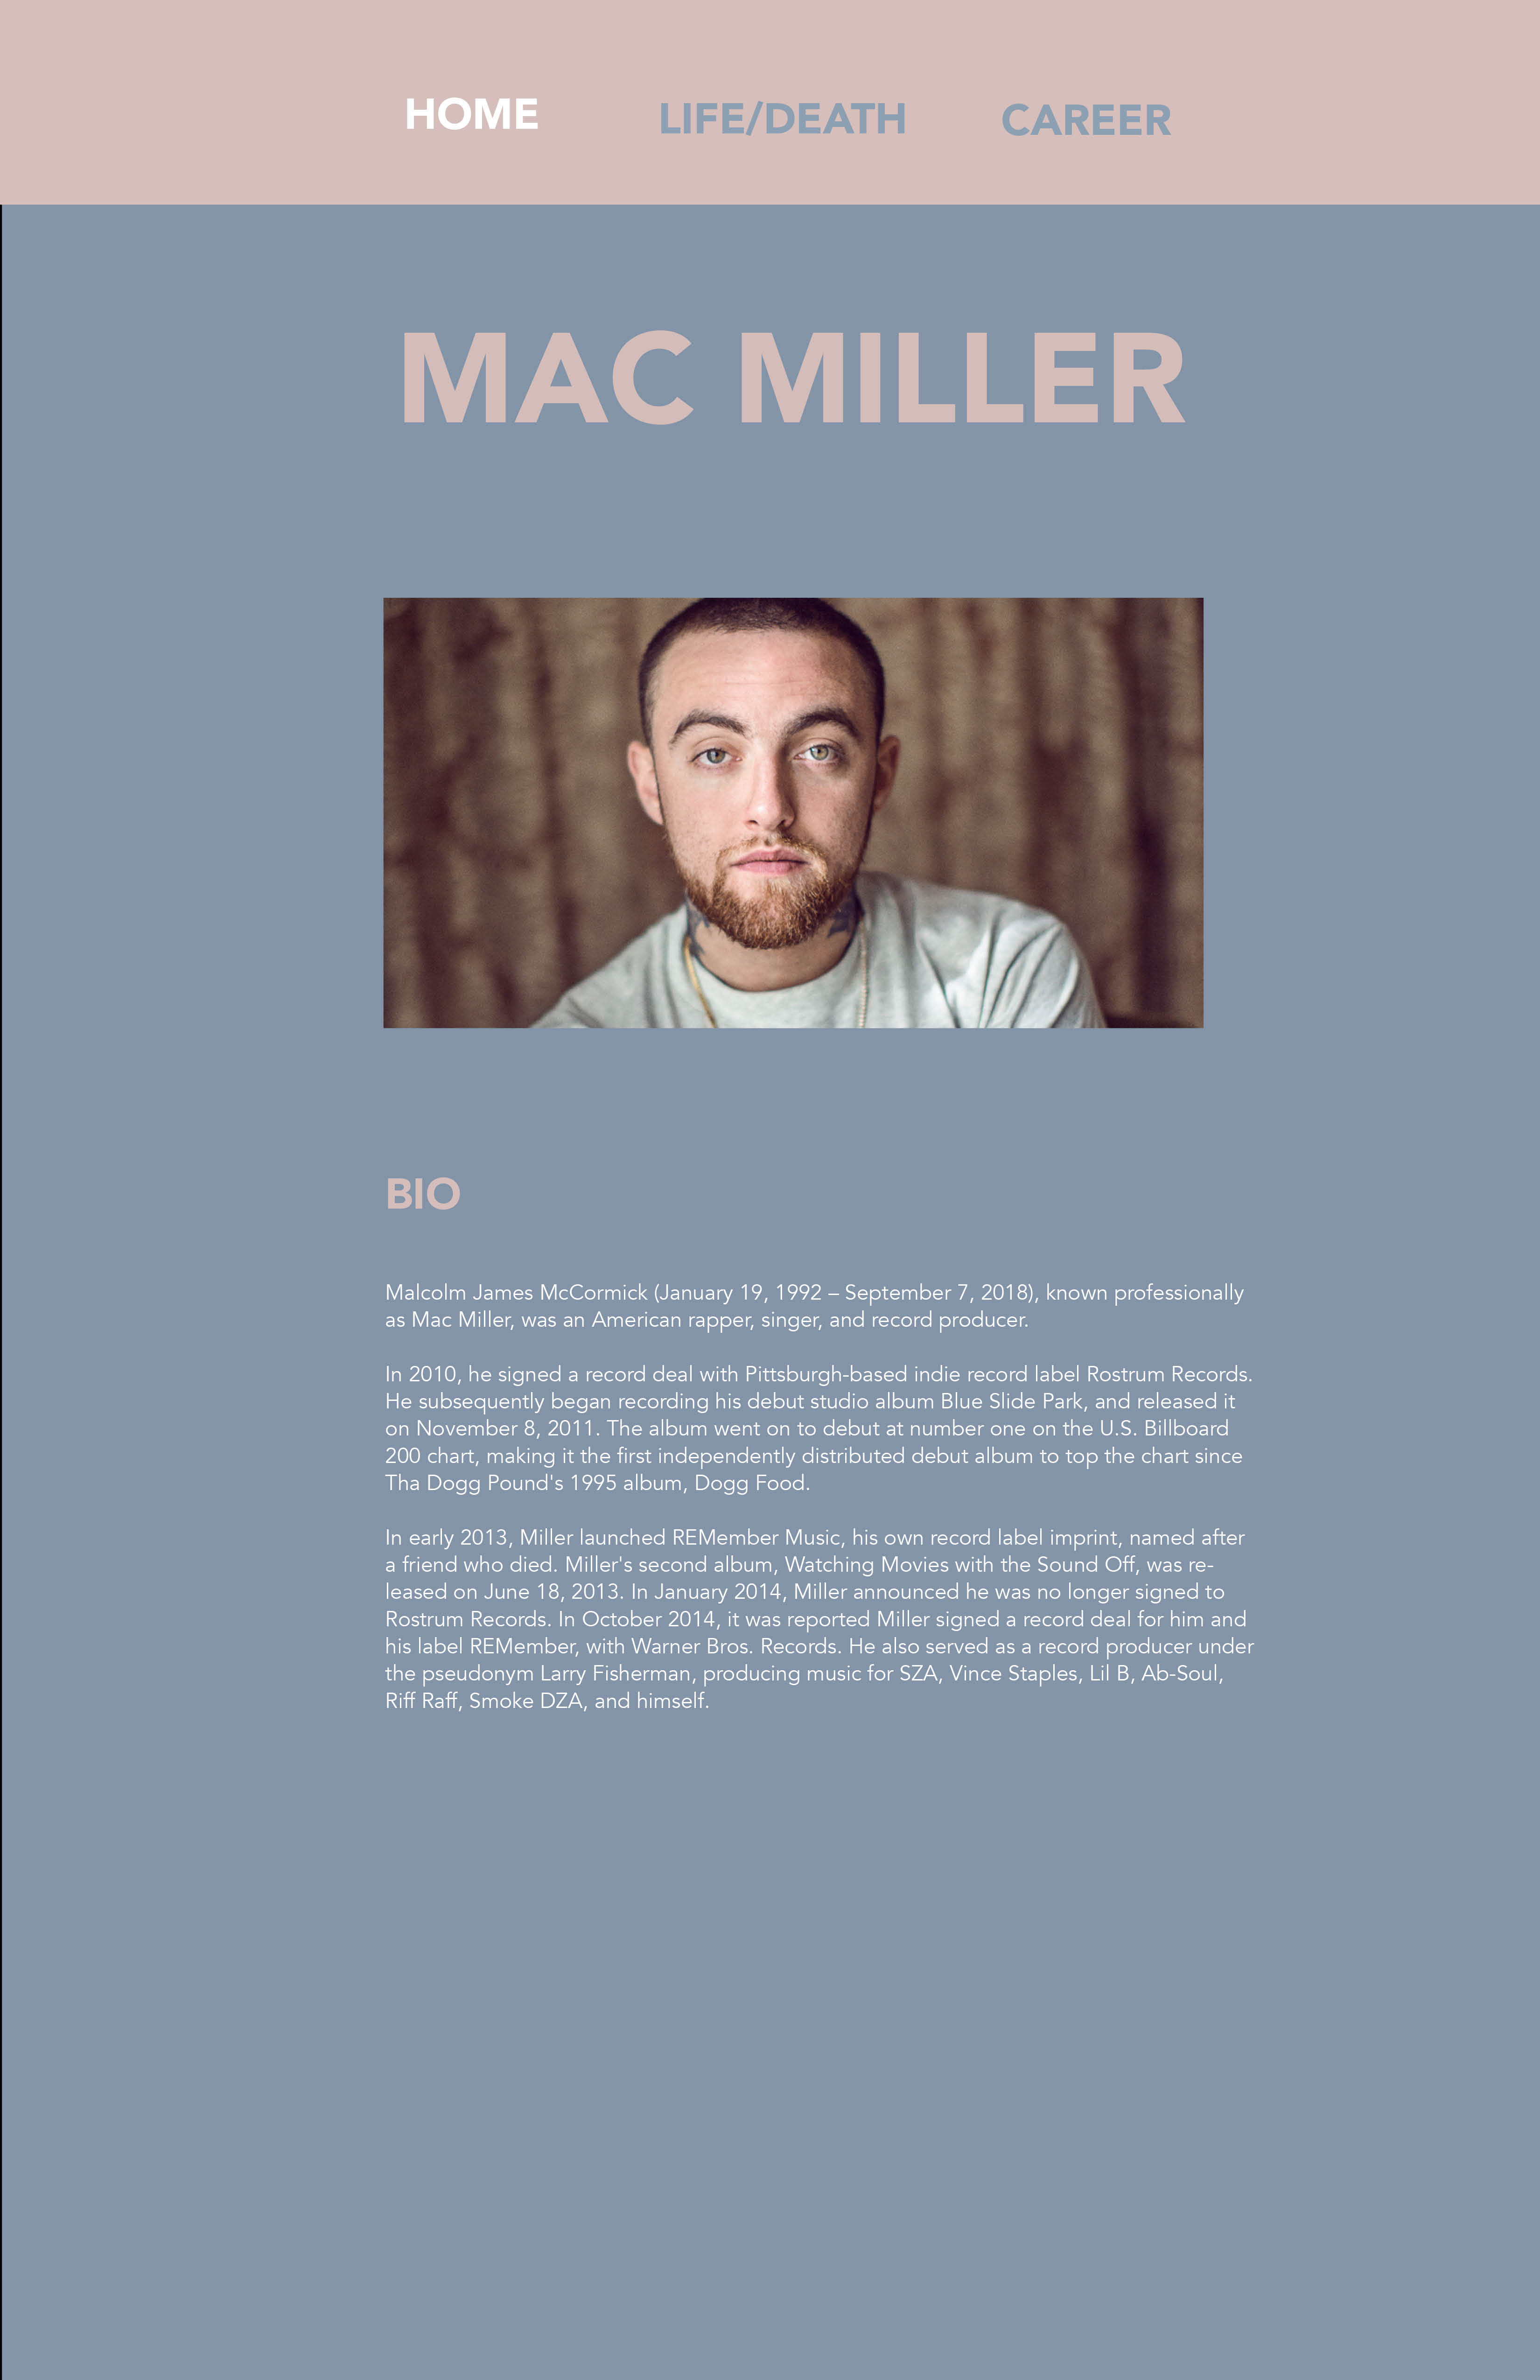 HOME LIFE/DEATH CAREER
MAC MILLER
BIO
Malcolm James McCormick (January 19, 1992 – September 7, 2018), known professionally
as Mac Miller, was an American rapper, singer, and record producer.
In 2010, he signed a record deal with Pittsburgh-based indie record label Rostrum Records.
He subsequently began recording his debut studio album Blue Slide Park, and released it
on November 8, 2011. The album went on to debut at number one on the U.S. Billboard
200 chart, making it the first independently distributed debut album to top the chart since
Tha Dogg Pound's 1995 album, Dogg Food.
In early 2013, Miller launched REMember Music, his own record label imprint, named after
a friend who died. Miller's second album, Watching Movies with the Sound Off, was re-
leased on June 18, 2013. In January 2014, Miller announced he was no longer signed to
Rostrum Records. In October 2014, it was reported Miller signed a record deal for him and
his label REMember, with Warner Bros. Records. He also served as a record producer under
the pseudonym Larry Fisherman, producing music for SZA, Vince Staples, Lil B, Ab-Soul,
Riff Raff, Smoke DZA, and himself.